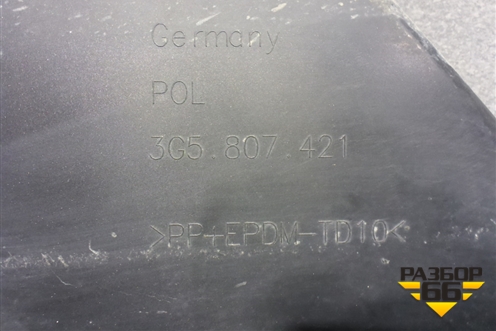 Germany
POL
3G5.807.421
>PP+EPDM-TD10<
РАЗБОР
66